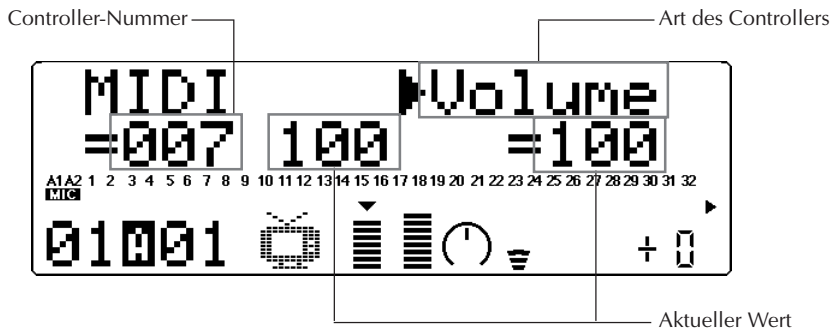 Controller-Nummer
Art des Controllers
MIDI Volume
=007 100 =100
A1 A2 1 2 3 4 5 6 7 8 9 10 11 12 13 14 15 16 17 18 19 20 21 22 23 24 25 26 27 28 29 30 31 32
MIC
01A01 + 0
Aktueller Wert